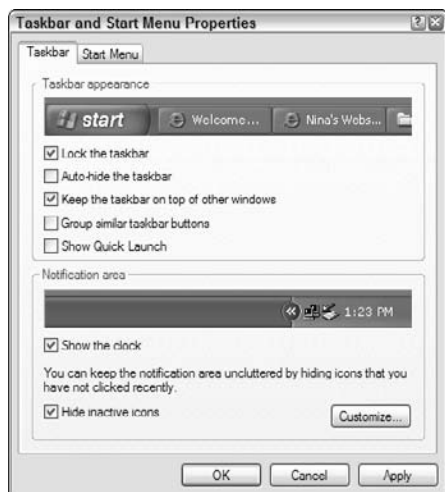 Taskbar and Start Menu Properties
Taskbar Start Menu
Taskbar appearance
start Welcome... Nina's Webs...
Lock the taskbar
Auto-hide the taskbar
Keep the taskbar on top of other windows
Group similar taskbar buttons
Show Quick Launch
Notification area
1:23 PM
Show the clock
You can keep the notification area uncluttered by hiding icons that you
have not clicked recently.
Hide inactive icons Customize...
OK Cancel Apply